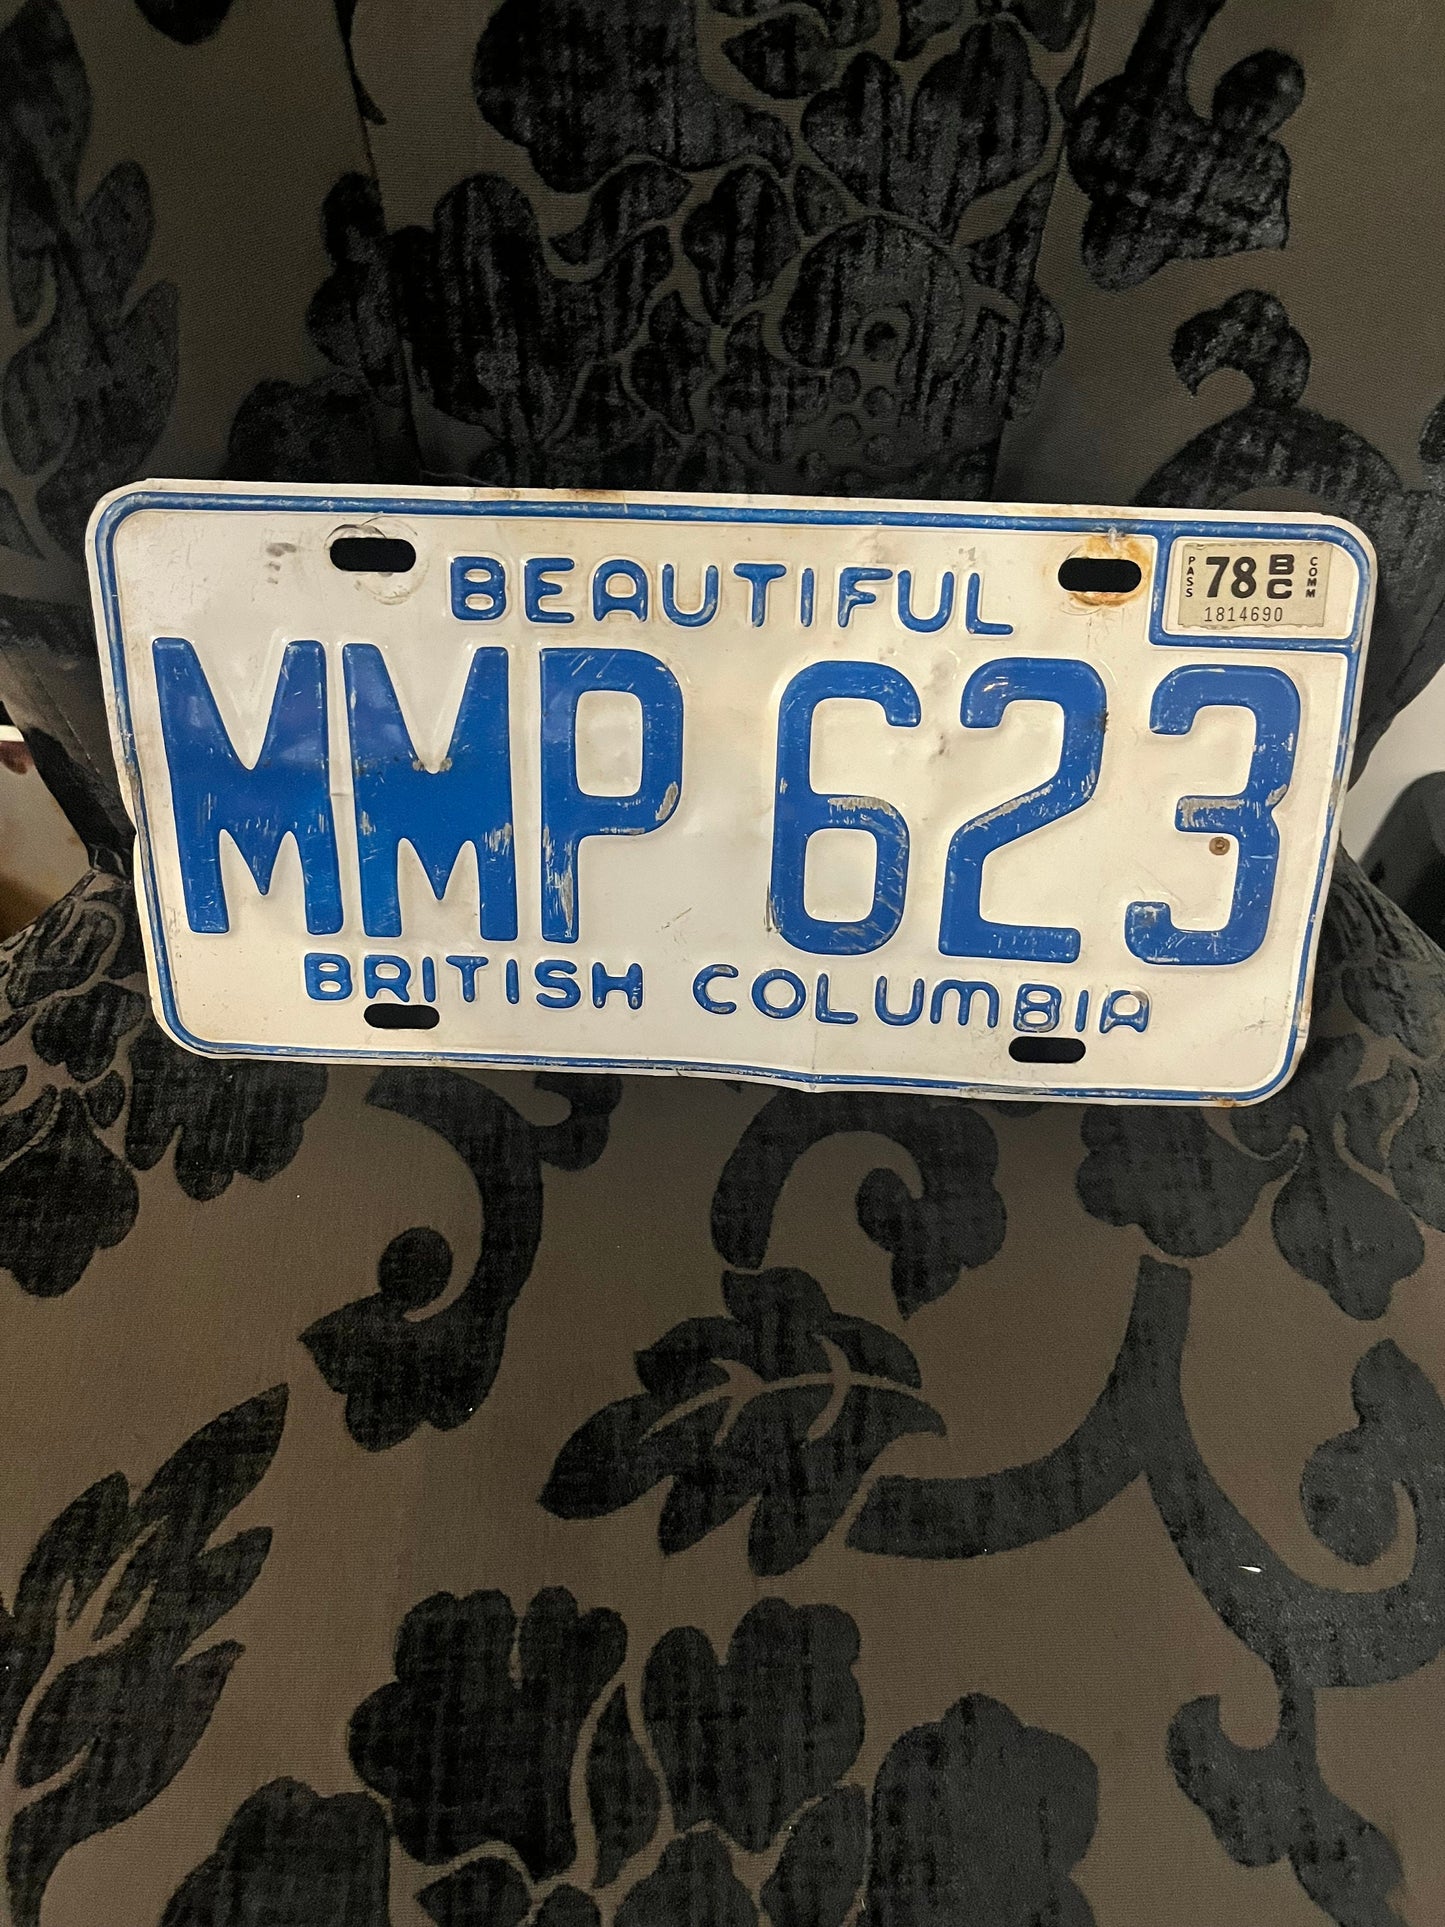 BEAUTIFUL
PASS 78 BC COMM
1814690
MMP 623
BRITISH COLUMBIA